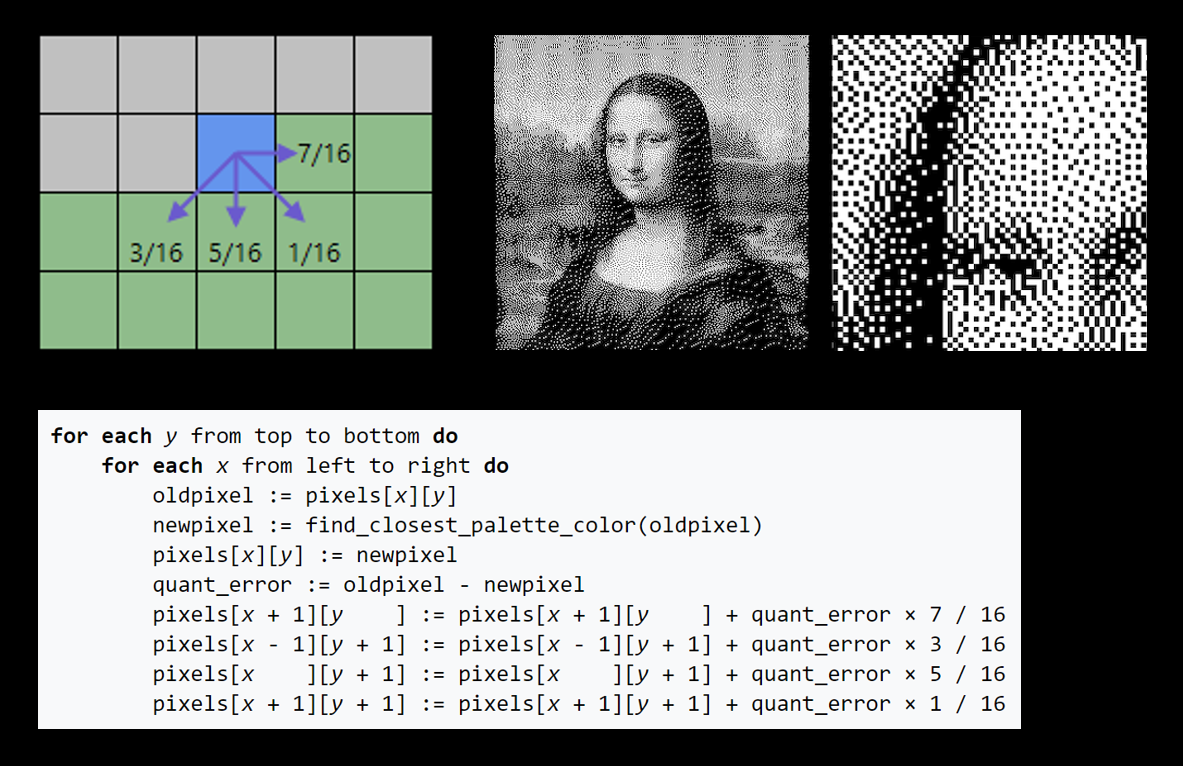 7/16
3/16 5/16 1/16
for each y from top to bottom do
    for each x from left to right do
        oldpixel := pixels[x][y]
        newpixel := find_closest_palette_color(oldpixel)
        pixels[x][y] := newpixel
        quant_error := oldpixel - newpixel
        pixels[x + 1][y    ] := pixels[x + 1][y    ] + quant_error × 7 / 16
        pixels[x - 1][y + 1] := pixels[x - 1][y + 1] + quant_error × 3 / 16
        pixels[x    ][y + 1] := pixels[x    ][y + 1] + quant_error × 5 / 16
        pixels[x + 1][y + 1] := pixels[x + 1][y + 1] + quant_error × 1 / 16